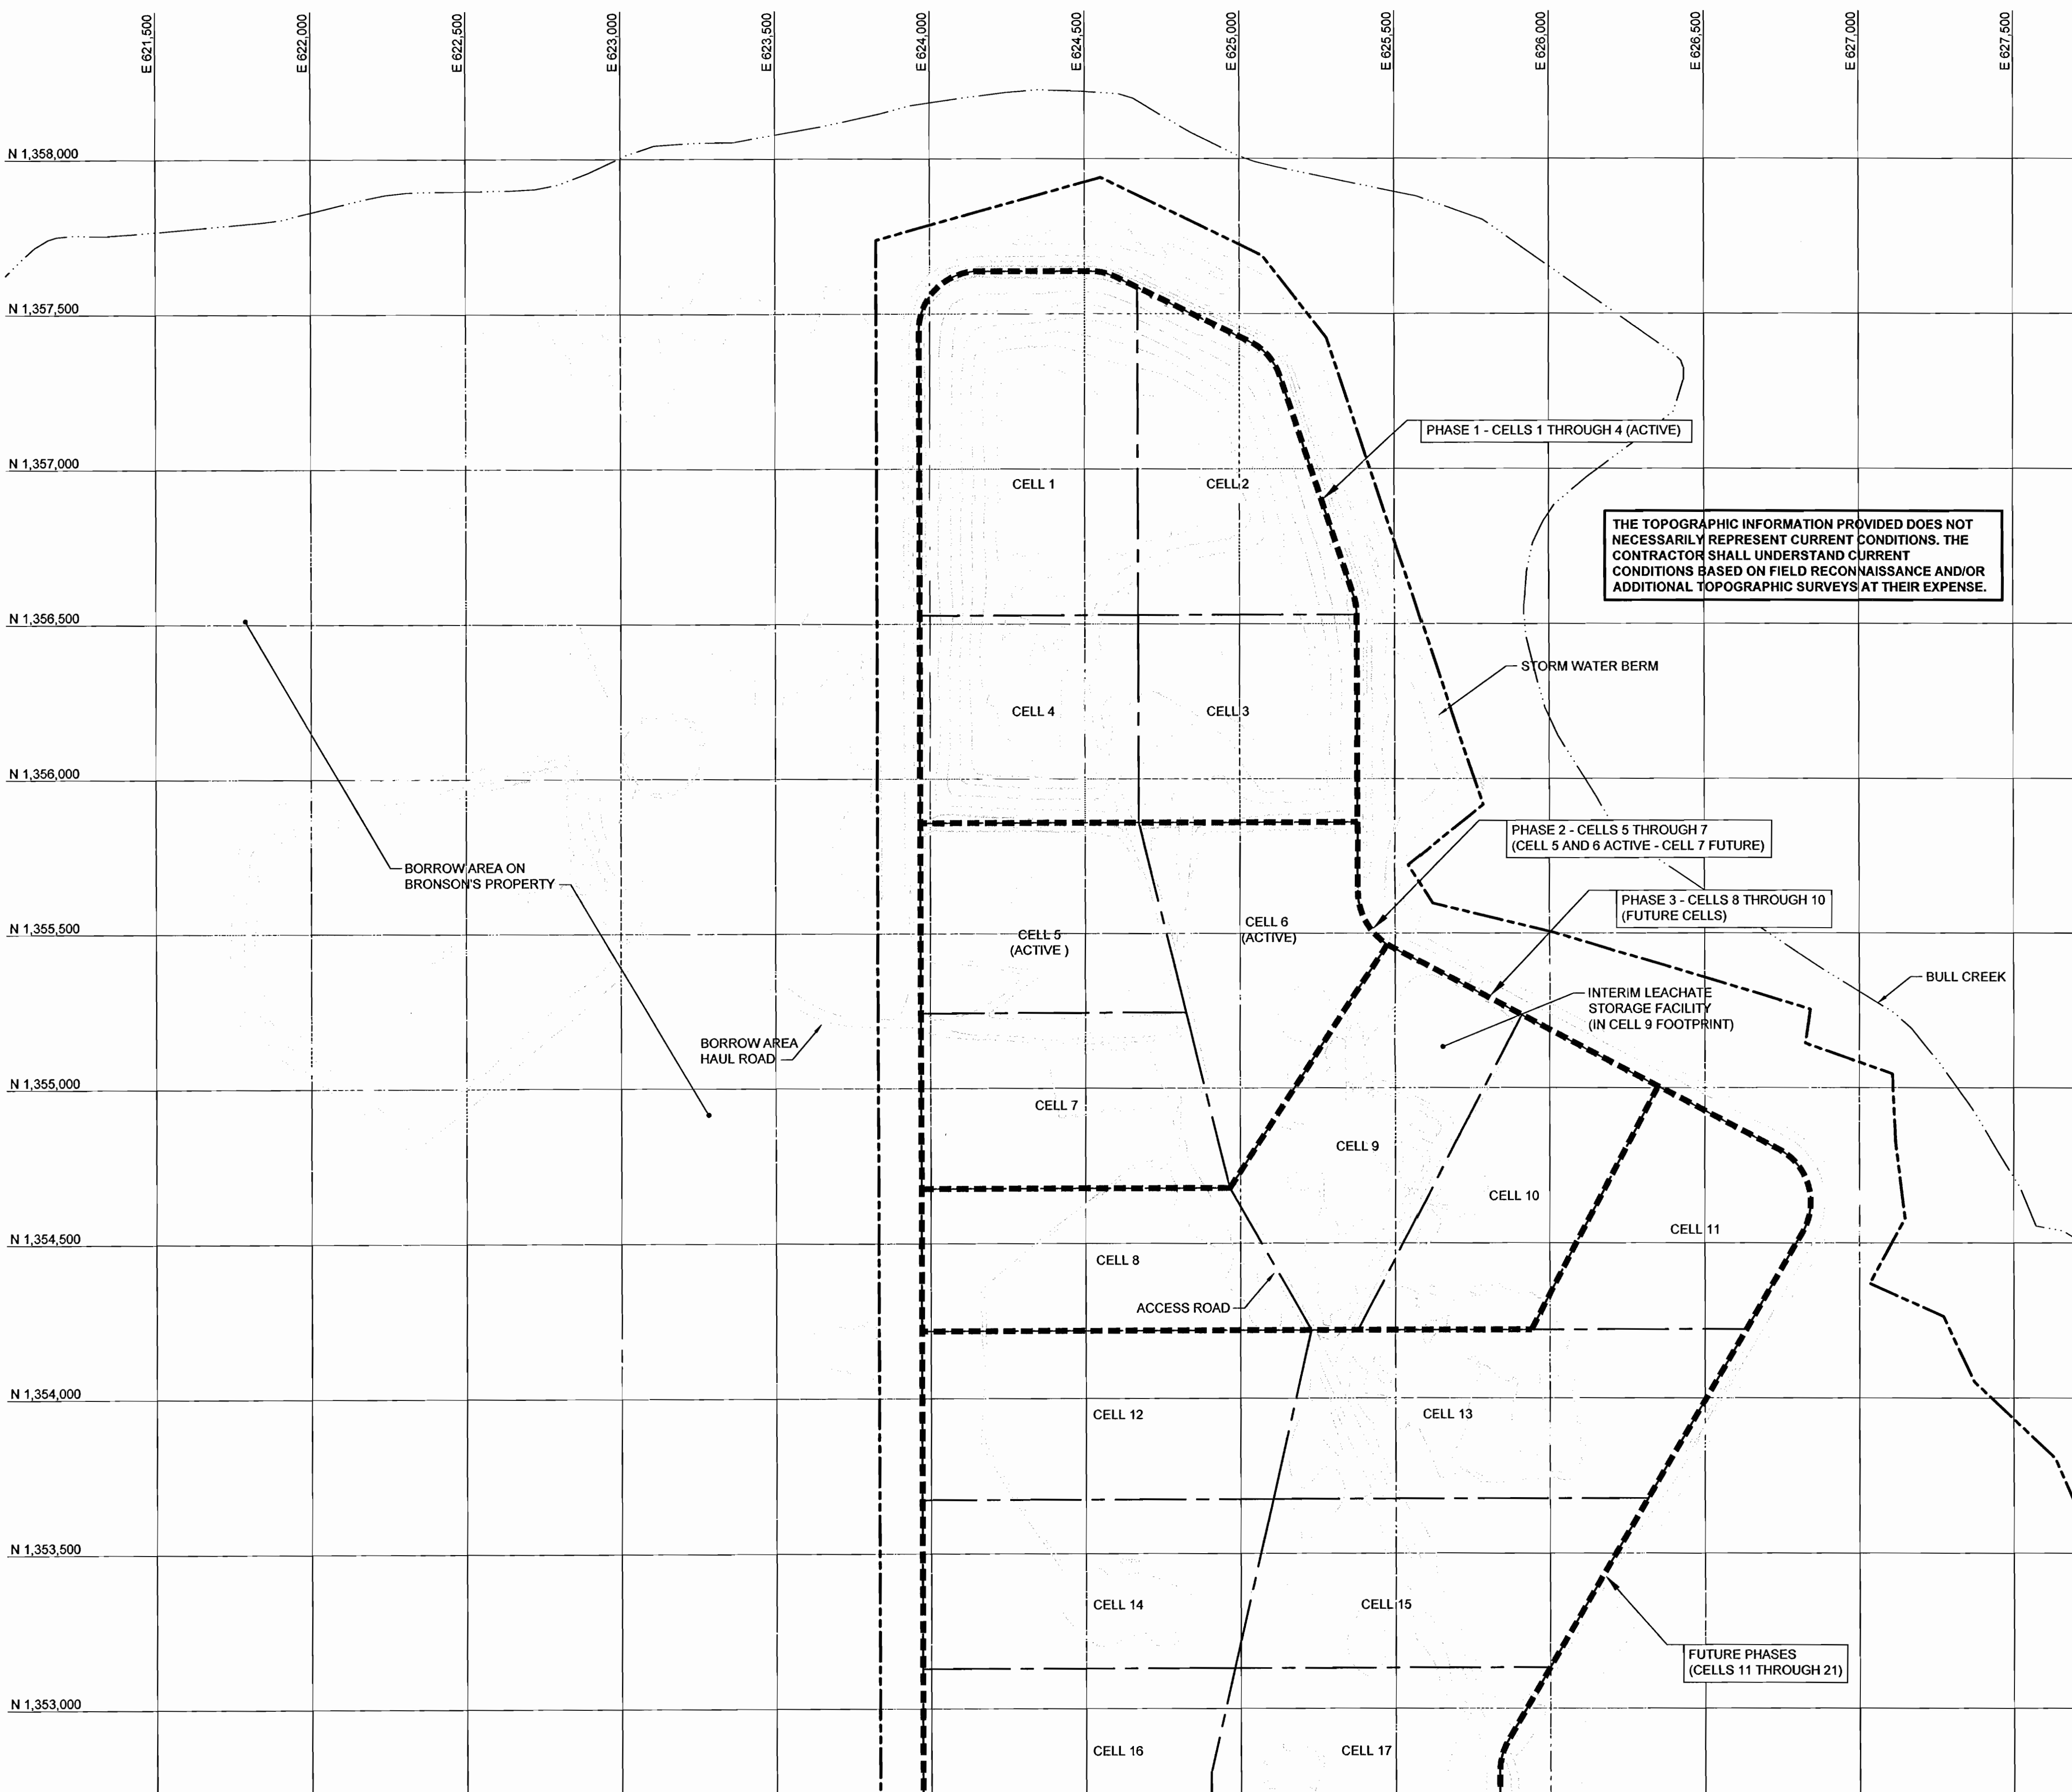 E 621,500
E 622,000
E 622,500
E 623,000
E 623,500
E 624,000
E 624,500
E 625,000
E 625,500
E 626,000
E 626,500
E 627,000
E 627,500
N 1,358,000
N 1,357,500
PHASE 1 - CELLS 1 THROUGH 4 (ACTIVE)
N 1,357,000
CELL 1
CELL 2
THE TOPOGRAPHIC INFORMATION PROVIDED DOES NOT
NECESSARILY REPRESENT CURRENT CONDITIONS. THE
CONTRACTOR SHALL UNDERSTAND CURRENT
CONDITIONS BASED ON FIELD RECONNAISSANCE AND/OR
ADDITIONAL TOPOGRAPHIC SURVEYS AT THEIR EXPENSE.
N 1,356,500
STORM WATER BERM
CELL 4
CELL 3
N 1,356,000
PHASE 2 - CELLS 5 THROUGH 7
(CELL 5 AND 6 ACTIVE - CELL 7 FUTURE)
BORROW AREA ON
BRONSON'S PROPERTY
PHASE 3 - CELLS 8 THROUGH 10
(FUTURE CELLS)
N 1,355,500
CELL 5
(ACTIVE )
CELL 6
(ACTIVE)
BULL CREEK
INTERIM LEACHATE
STORAGE FACILITY
(IN CELL 9 FOOTPRINT)
BORROW AREA
HAUL ROAD
N 1,355,000
CELL 7
CELL 9
CELL 10
CELL 11
N 1,354,500
CELL 8
ACCESS ROAD
N 1,354,000
CELL 12
CELL 13
N 1,353,500
CELL 14
CELL 15
FUTURE PHASES
(CELLS 11 THROUGH 21)
N 1,353,000
CELL 16
CELL 17